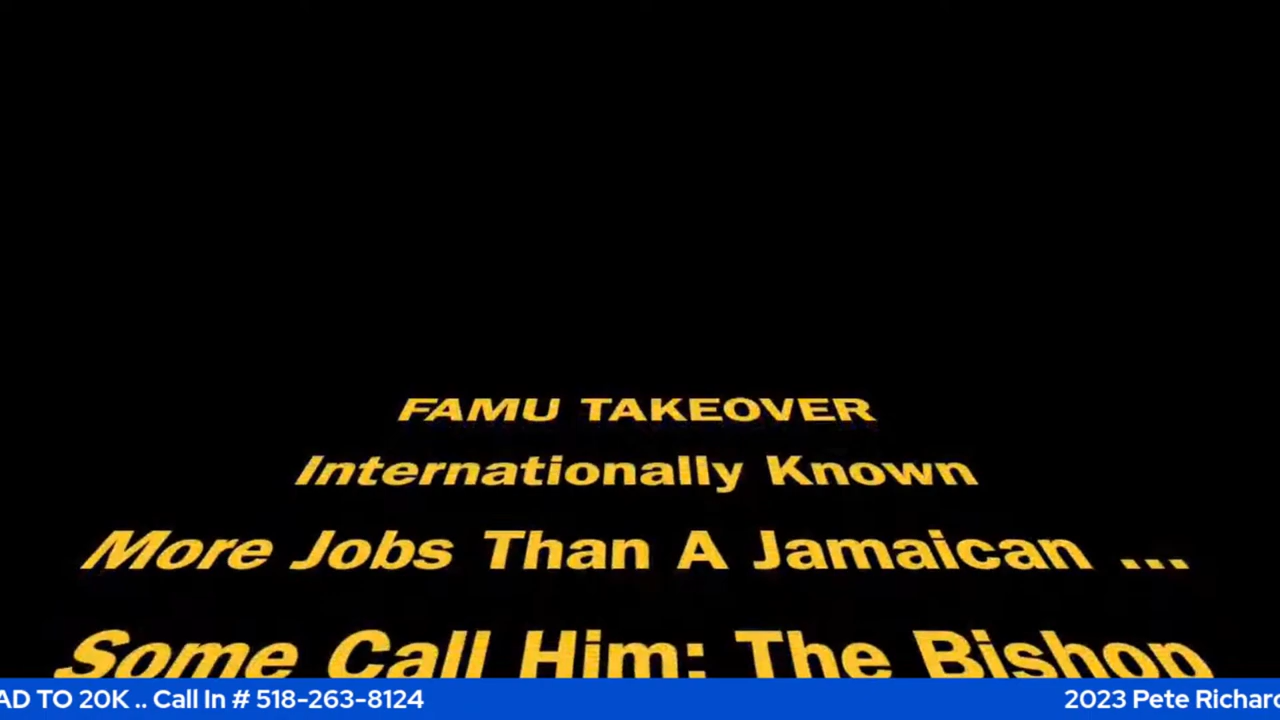 FAMU TAKEOVER
Internationally Known
More Jobs Than A Jamaican ...
Some Call Him: The Bishop
AD TO 20K .. Call In # 518-263-8124
2023 Pete Richard